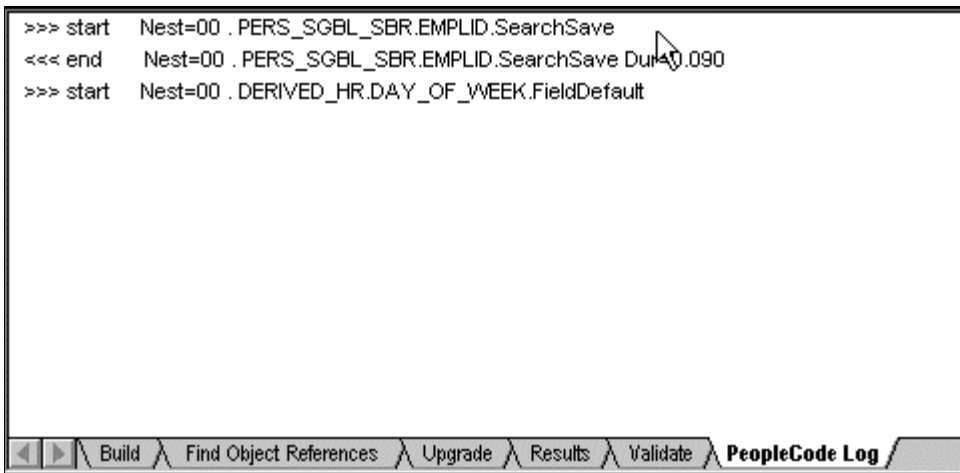 >>> start Nest=00 . PERS_SGBL_SBR.EMPLID.SearchSave
<<< end Nest=00 . PERS_SGBL_SBR.EMPLID.SearchSave Dur=0.090
>>> start Nest=00 . DERIVED_HR.DAY_OF_WEEK.FieldDefault
Build Find Object References Upgrade Results Validate PeopleCode Log